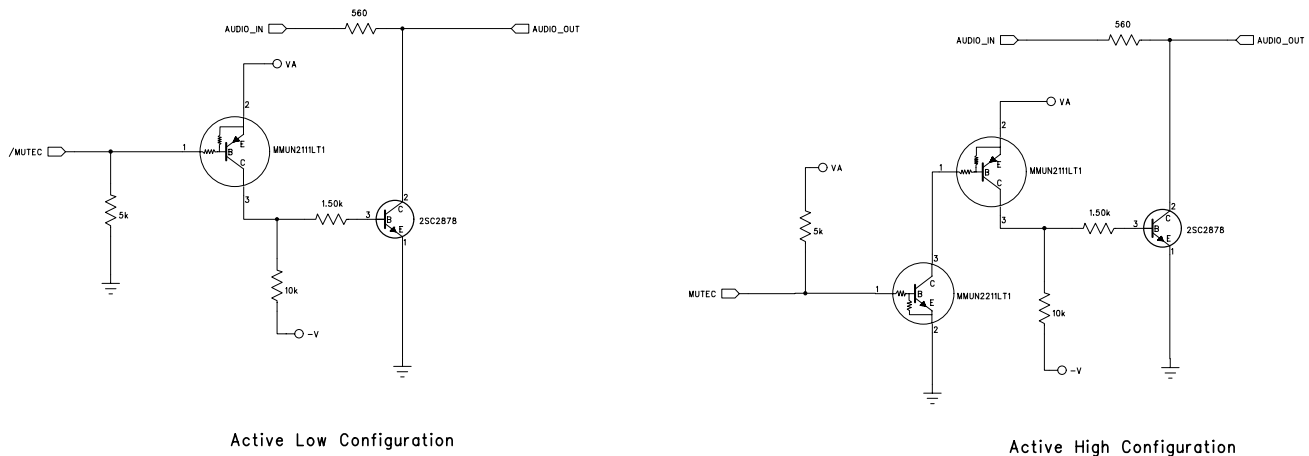 560
AUDIO_IN
AUDIO_OUT
VA
2
E
/MUTEC
1
B
MMUN2111LT1
C
3
5k
1.50k
3
2
C
B
E
2SC2878
1
10k
-V
Active Low Configuration
560
AUDIO_IN
AUDIO_OUT
VA
2
E
VA
1
B
MMUN2111LT1
C
3
5k
1.50k
3
2
C
B
E
2SC2878
1
3
MUTEC
1
C
B
E
MMUN2211LT1
2
10k
-V
Active High Configuration